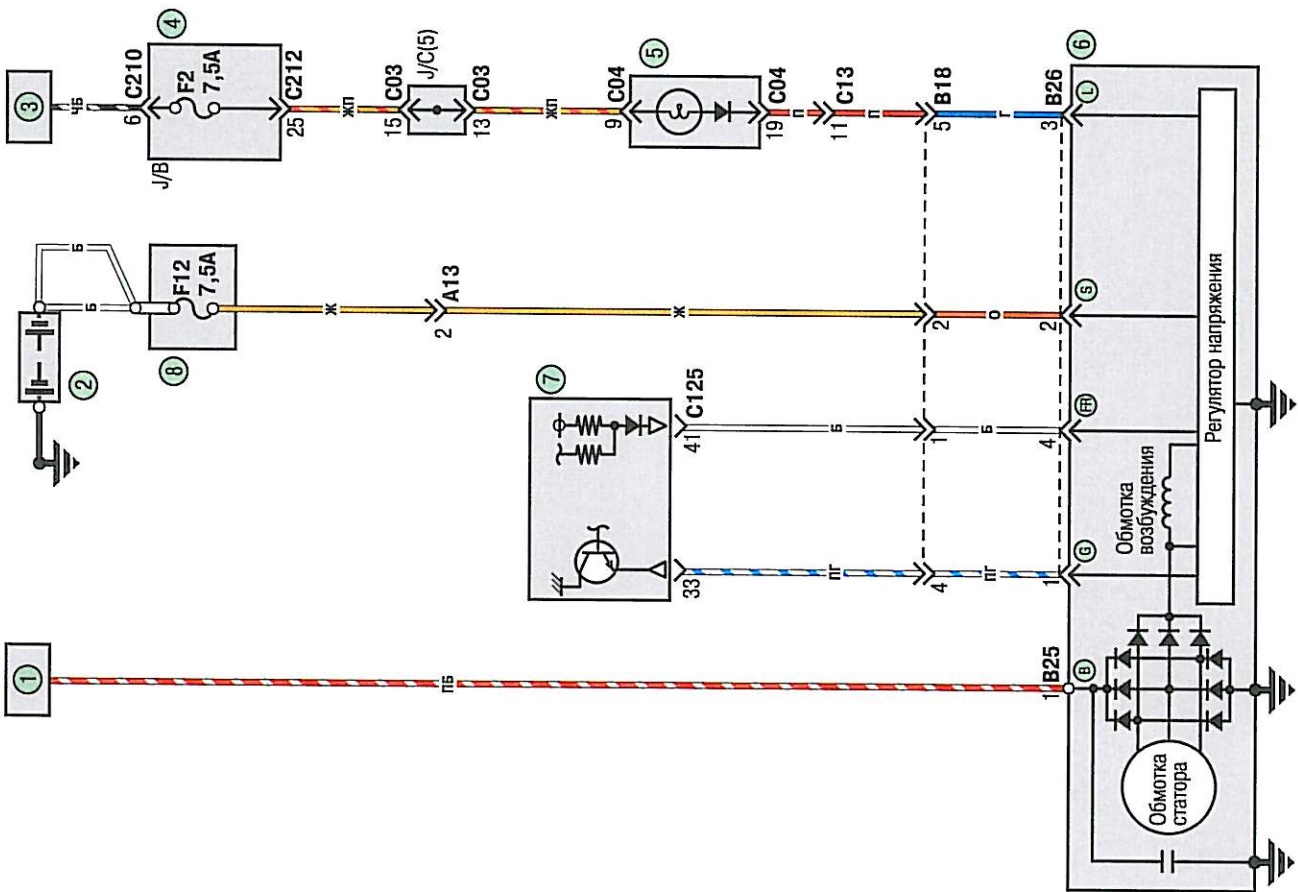 3
ЧБ
6 C210
4
F2
7,5A
J/B
25 C212
ЖП
15 C03
J/C(5)
13 C03
ЖП
9 C04
5
19 C04
П
11 C13
П
5 B18
Г
3 B26
6
L
2
Б
Б
F12
7,5A
8
Ж
2 A13
Ж
2
О
2
S
7
41 C125
Б
1
Б
4
FR
33
ПГ
4
ПГ
1
G
1
ПБ
1 B25
B
Обмотка
возбуждения
Регулятор напряжения
Обмотка
статора